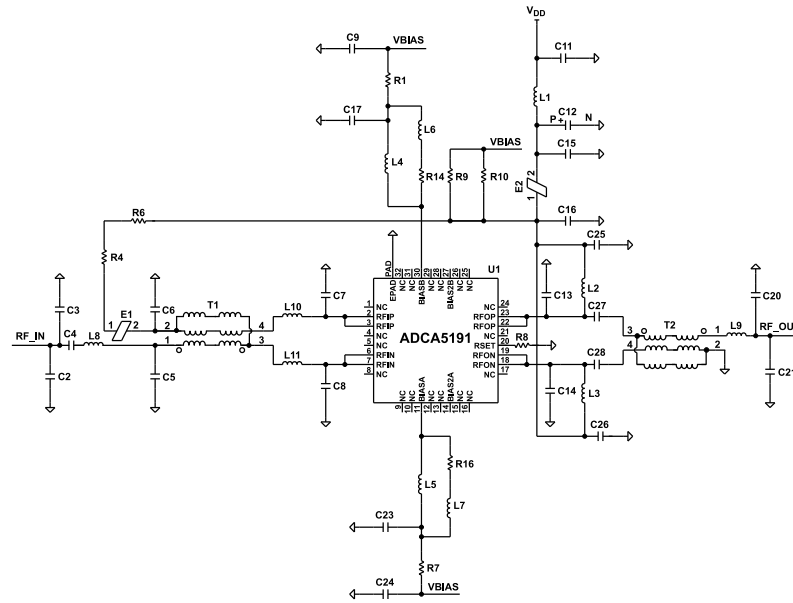 VDD
C9
VBIAS
C11
R1
L1
C17
L6
P + C12 N
VBIAS
C15
L4
R14
R9
R10
E2
2
1
R6
C16
C25
R4
PAD
EPAD
32 NC
31 NC
30 BIASB
29 NC
28 NC
27 BIAS2B
26 NC
25 NC
U1
C3
C6
T1
L10
C7
C13
L2
C27
C20
1 E1 2
2
4
RF_IN
C4
L8
1
3
L11
C2
C5
C8
1 NC
2 RFIP
3 RFIP
4 NC
5 NC
6 RFIN
7 RFIN
8 NC
ADCA5191
NC 24
RFOP 23
RFOP 22
NC 21
RSET 20
RFON 19
RFON 18
NC 17
R8
3
T2
1
L9
RF_OU
4
2
C28
C14
L3
C21
C26
9 NC
10 NC
11 BIASA
12 NC
13 NC
14 BIAS2A
15 NC
16 NC
R16
L5
L7
C23
R7
C24
VBIAS